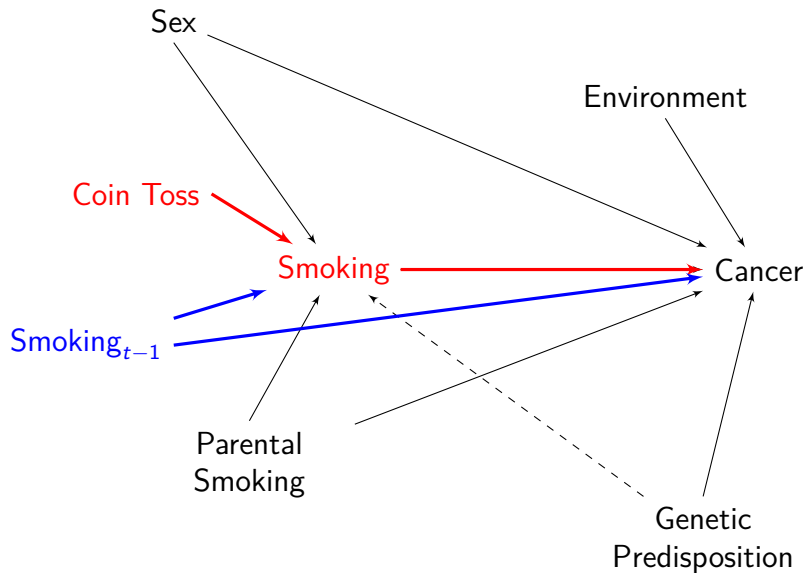 Sex
Environment
Coin Toss
Smoking
Cancer
Smoking_{t−1}
Parental
Smoking
Genetic
Predisposition